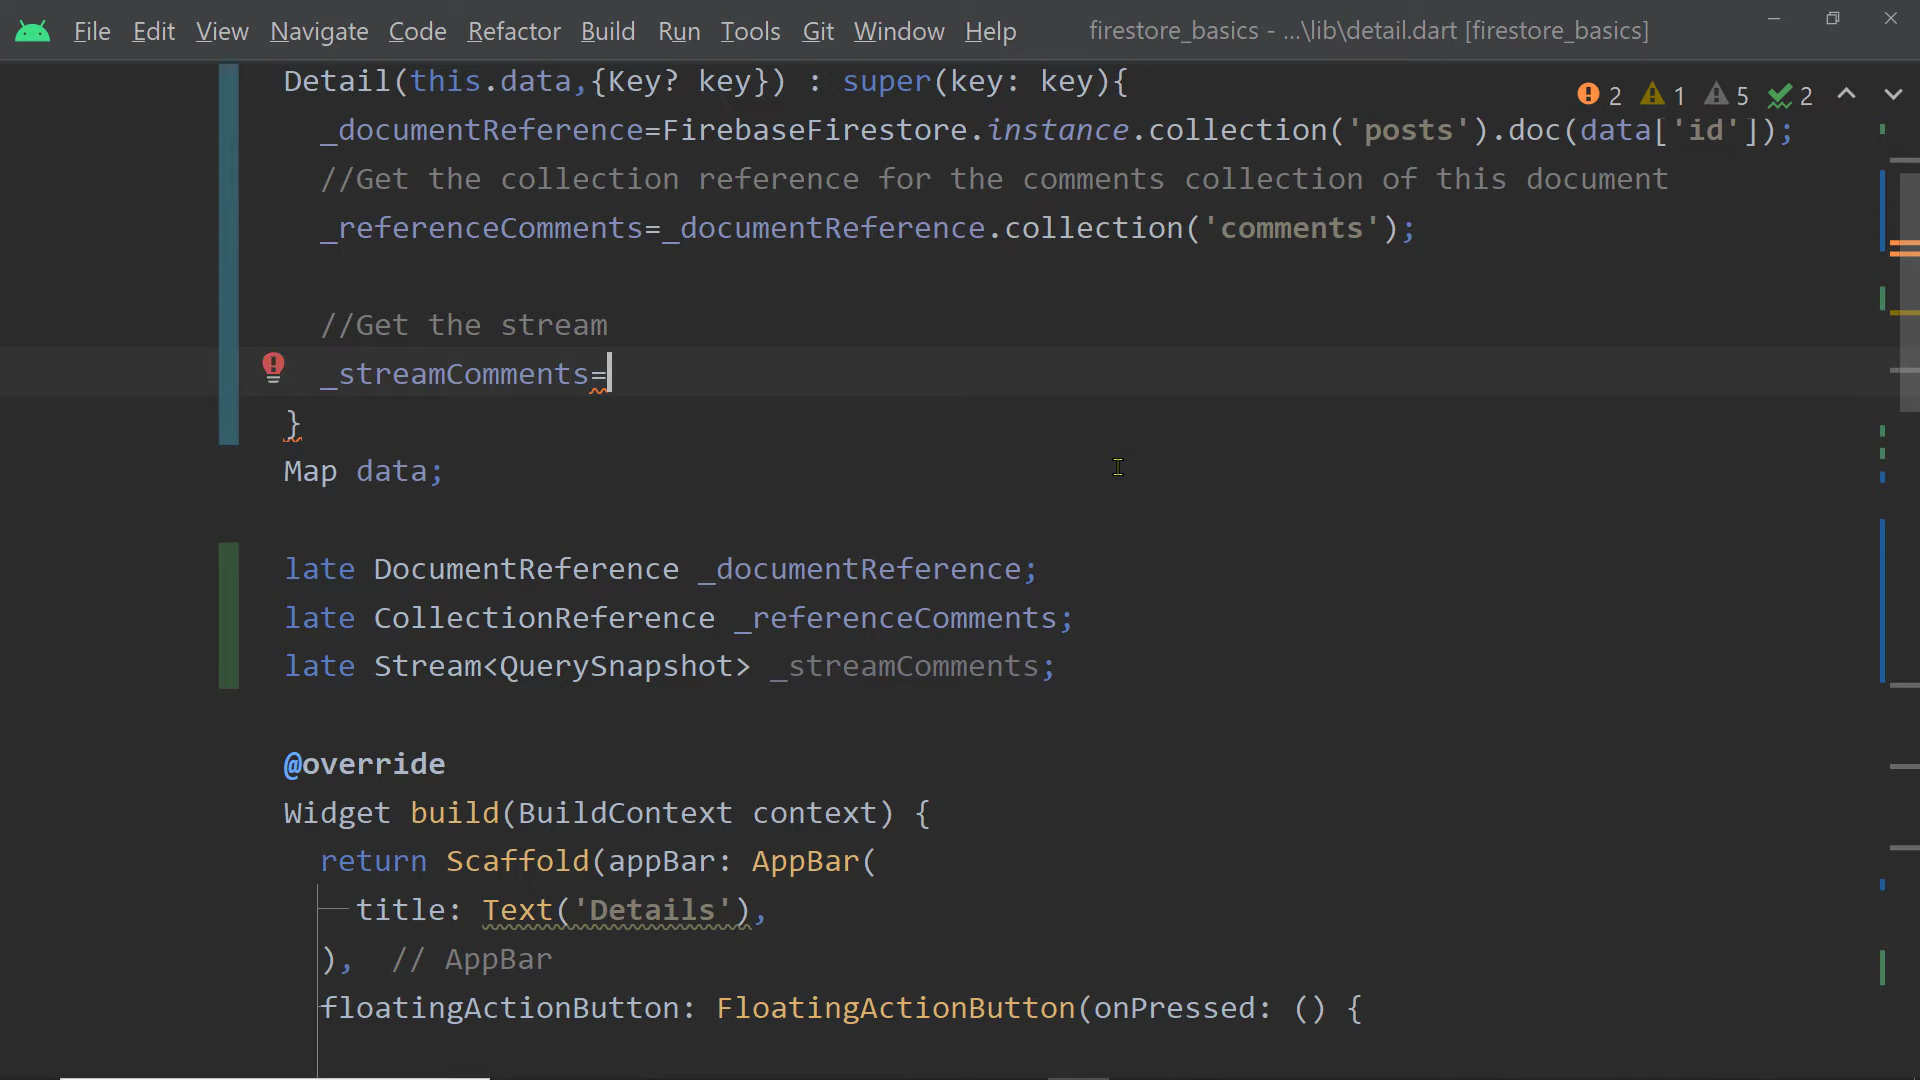 File Edit View Navigate Code Refactor Build Run Tools Git Window Help firestore_basics - ...\lib\detail.dart [firestore_basics]
Detail(this.data,{Key? key}) : super(key: key){
2 1 5 2
_documentReference=FirebaseFirestore.instance.collection('posts').doc(data['id']);
//Get the collection reference for the comments collection of this document
_referenceComments=_documentReference.collection('comments');
//Get the stream
_streamComments=
}
Map data;
late DocumentReference _documentReference;
late CollectionReference _referenceComments;
late Stream<QuerySnapshot> _streamComments;
@override
Widget build(BuildContext context) {
return Scaffold(appBar: AppBar(
title: Text('Details'),
), // AppBar
floatingActionButton: FloatingActionButton(onPressed: () {